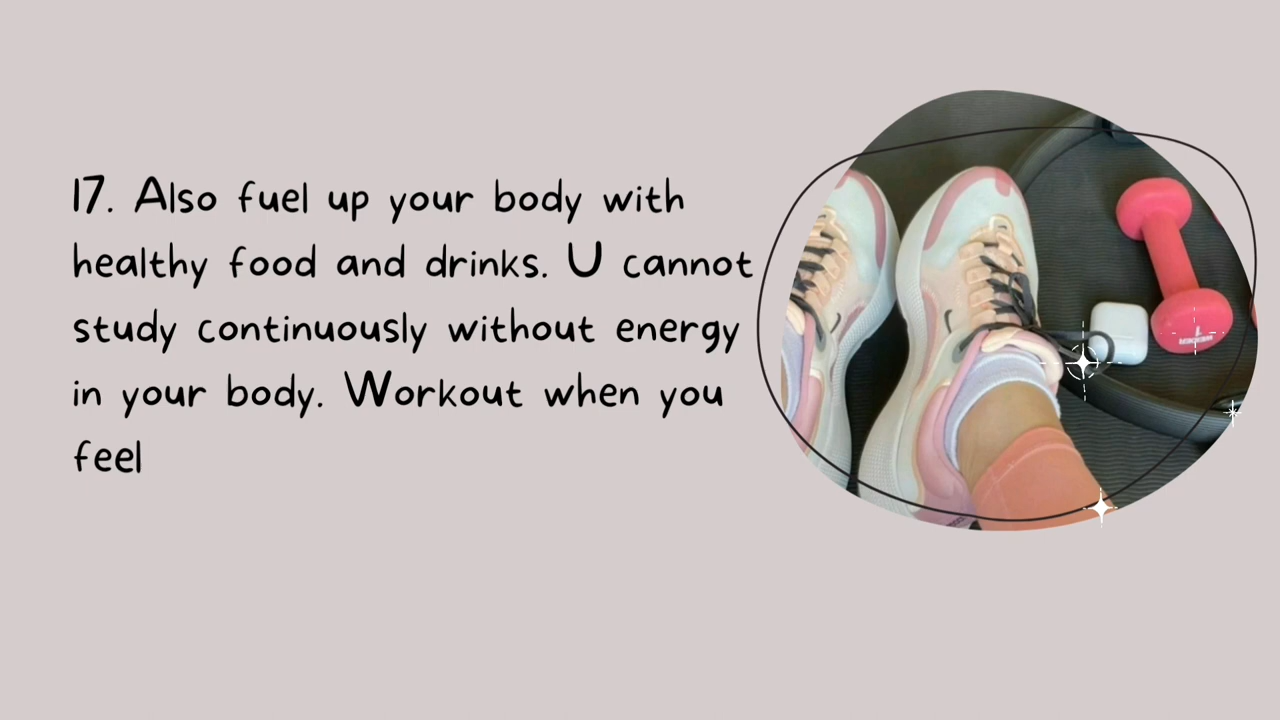 17. Also fuel up your body with
healthy food and drinks. U cannot
study continuously without energy
in your body. Workout when you
feel